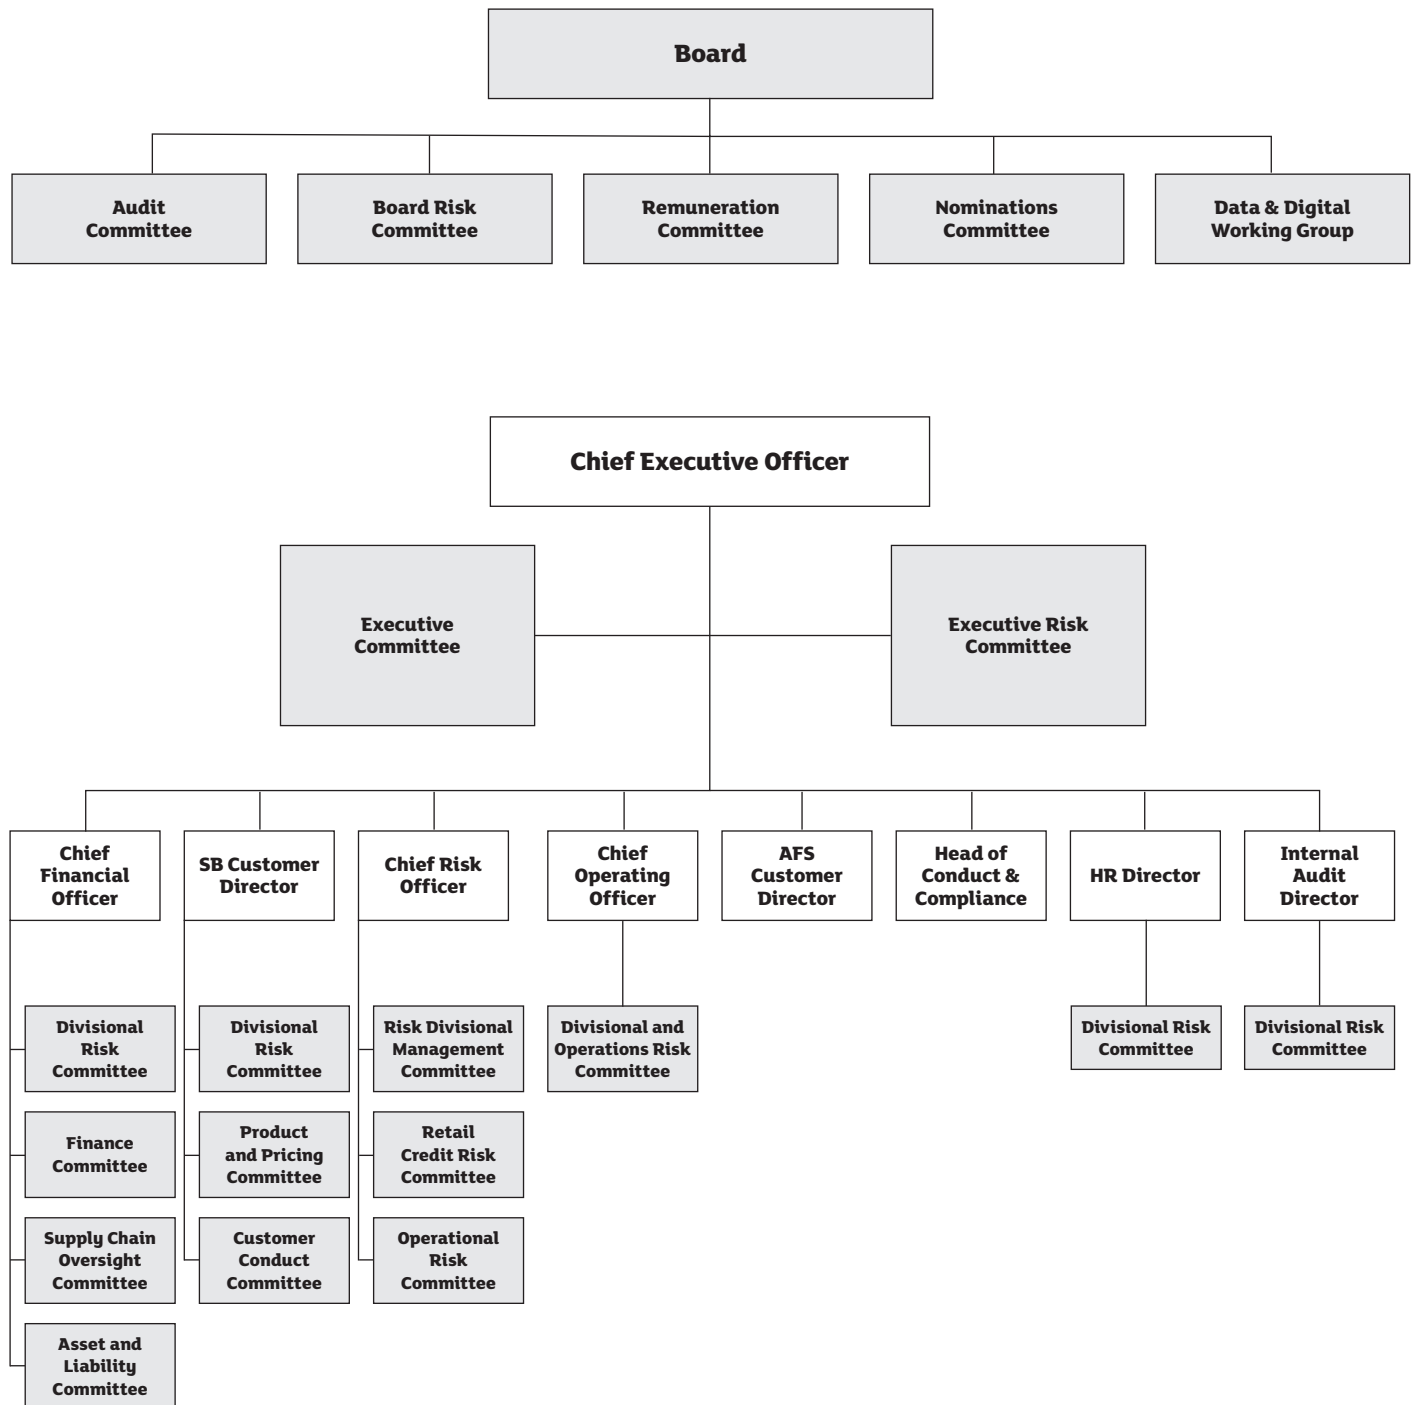 Board
Audit
Committee
Board Risk
Committee
Remuneration
Committee
Nominations
Committee
Data & Digital
Working Group
Chief Executive Officer
Executive
Committee
Executive Risk
Committee
Chief
Financial
Officer
SB Customer
Director
Chief Risk
Officer
Chief
Operating
Officer
AFS
Customer
Director
Head of
Conduct &
Compliance
HR Director
Internal
Audit
Director
Divisional
Risk
Committee
Divisional
Risk
Committee
Risk Divisional
Management
Committee
Divisional and
Operations Risk
Committee
Divisional Risk
Committee
Divisional Risk
Committee
Finance
Committee
Product
and Pricing
Committee
Retail
Credit Risk
Committee
Supply Chain
Oversight
Committee
Customer
Conduct
Committee
Operational
Risk
Committee
Asset and
Liability
Committee